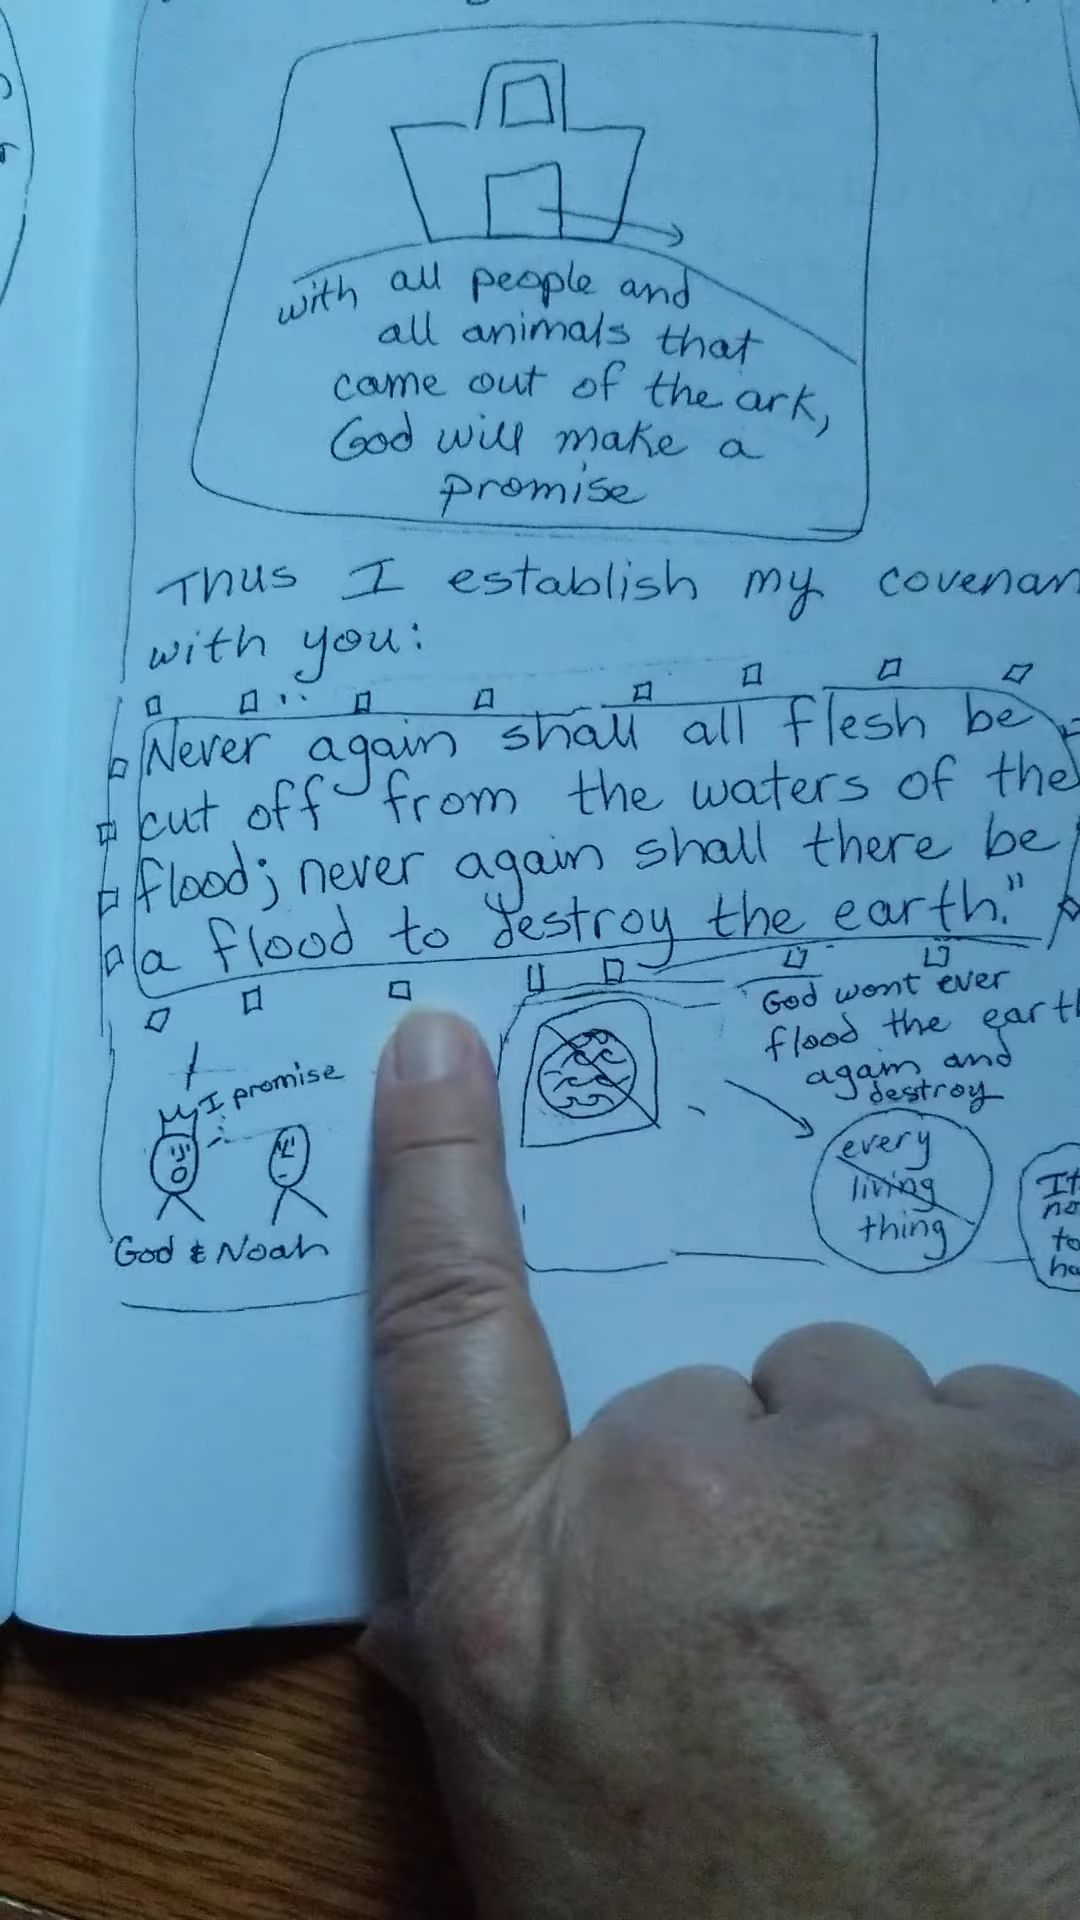 with all people and
all animals that
came out of the ark,
God will make a
promise
Thus I establish my
with you:
Never again shall all flesh be
cut off from the waters of the
flood; never again shall there be
a flood to destroy the earth."
God wont ever
flood the earth
again and
destroy
I promise
every
living
thing
God & Noah